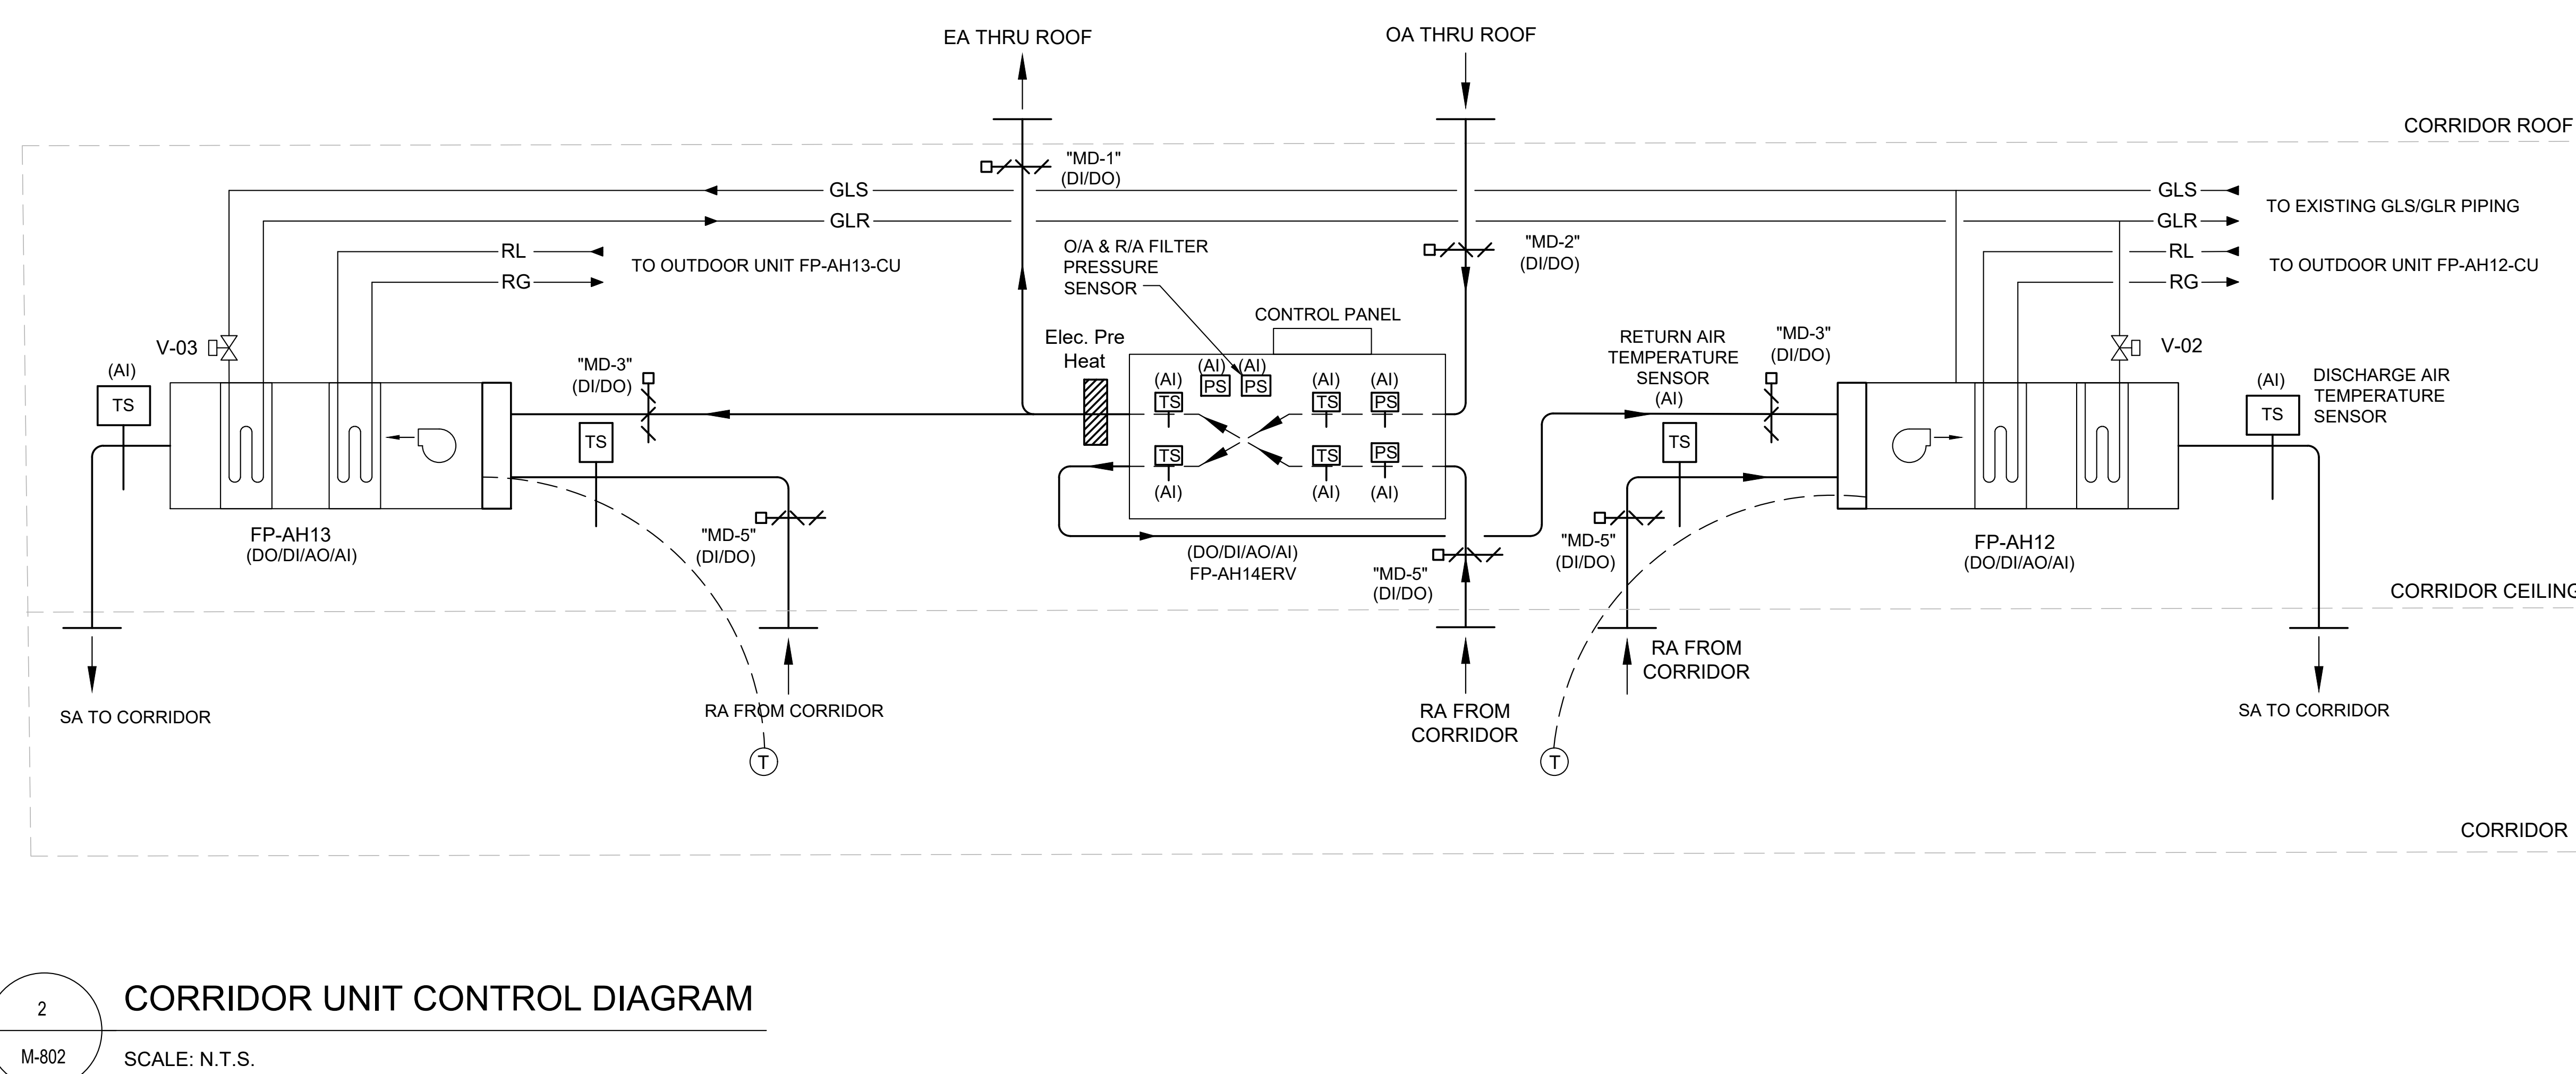 EA THRU ROOF
OA THRU ROOF
CORRIDOR ROOF
"MD-1"
(DI/DO)
GLS
GLS
GLR
GLR
TO EXISTING GLS/GLR PIPING
RL
RG
TO OUTDOOR UNIT FP-AH13-CU
O/A & R/A FILTER
PRESSURE
SENSOR
"MD-2"
(DI/DO)
RL
RG
TO OUTDOOR UNIT FP-AH12-CU
CONTROL PANEL
Elec. Pre
Heat
V-03
(AI)
TS
"MD-3"
(DI/DO)
TS
(AI)
(AI)
PS
PS
(AI)
TS
(AI)
TS
(AI)
PS
TS
(AI)
TS
(AI)
PS
(AI)
RETURN AIR
TEMPERATURE
SENSOR
(AI)
TS
"MD-3"
(DI/DO)
V-02
(AI)
TS
DISCHARGE AIR
TEMPERATURE
SENSOR
FP-AH13
(DO/DI/AO/AI)
"MD-5"
(DI/DO)
(DO/DI/AO/AI)
FP-AH14ERV
"MD-5"
(DI/DO)
"MD-5"
(DI/DO)
FP-AH12
(DO/DI/AO/AI)
CORRIDOR CEILING
SA TO CORRIDOR
RA FROM CORRIDOR
RA FROM
CORRIDOR
RA FROM
CORRIDOR
SA TO CORRIDOR
T
T
CORRIDOR
2
M-802
CORRIDOR UNIT CONTROL DIAGRAM
SCALE: N.T.S.